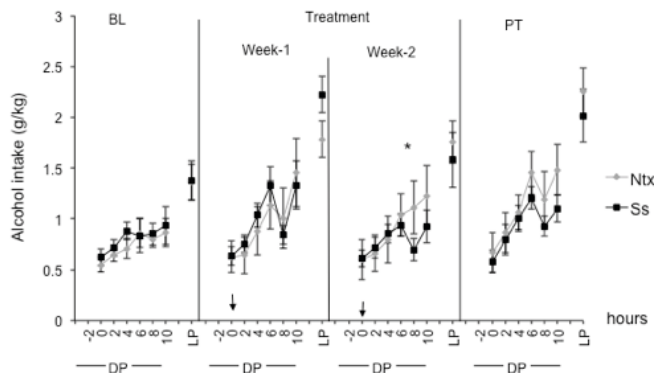 BL Treatment PT
Week-1 Week-2
3
2.5
2
1.5
1
0.5
0
Alcohol intake (g/kg)
*
Ntx
Ss
-2 0 2 4 6 8 10 LP -2 0 2 4 6 8 10 LP -2 0 2 4 6 8 10 LP -2 0 2 4 6 8 10 LP
hours
DP DP DP DP